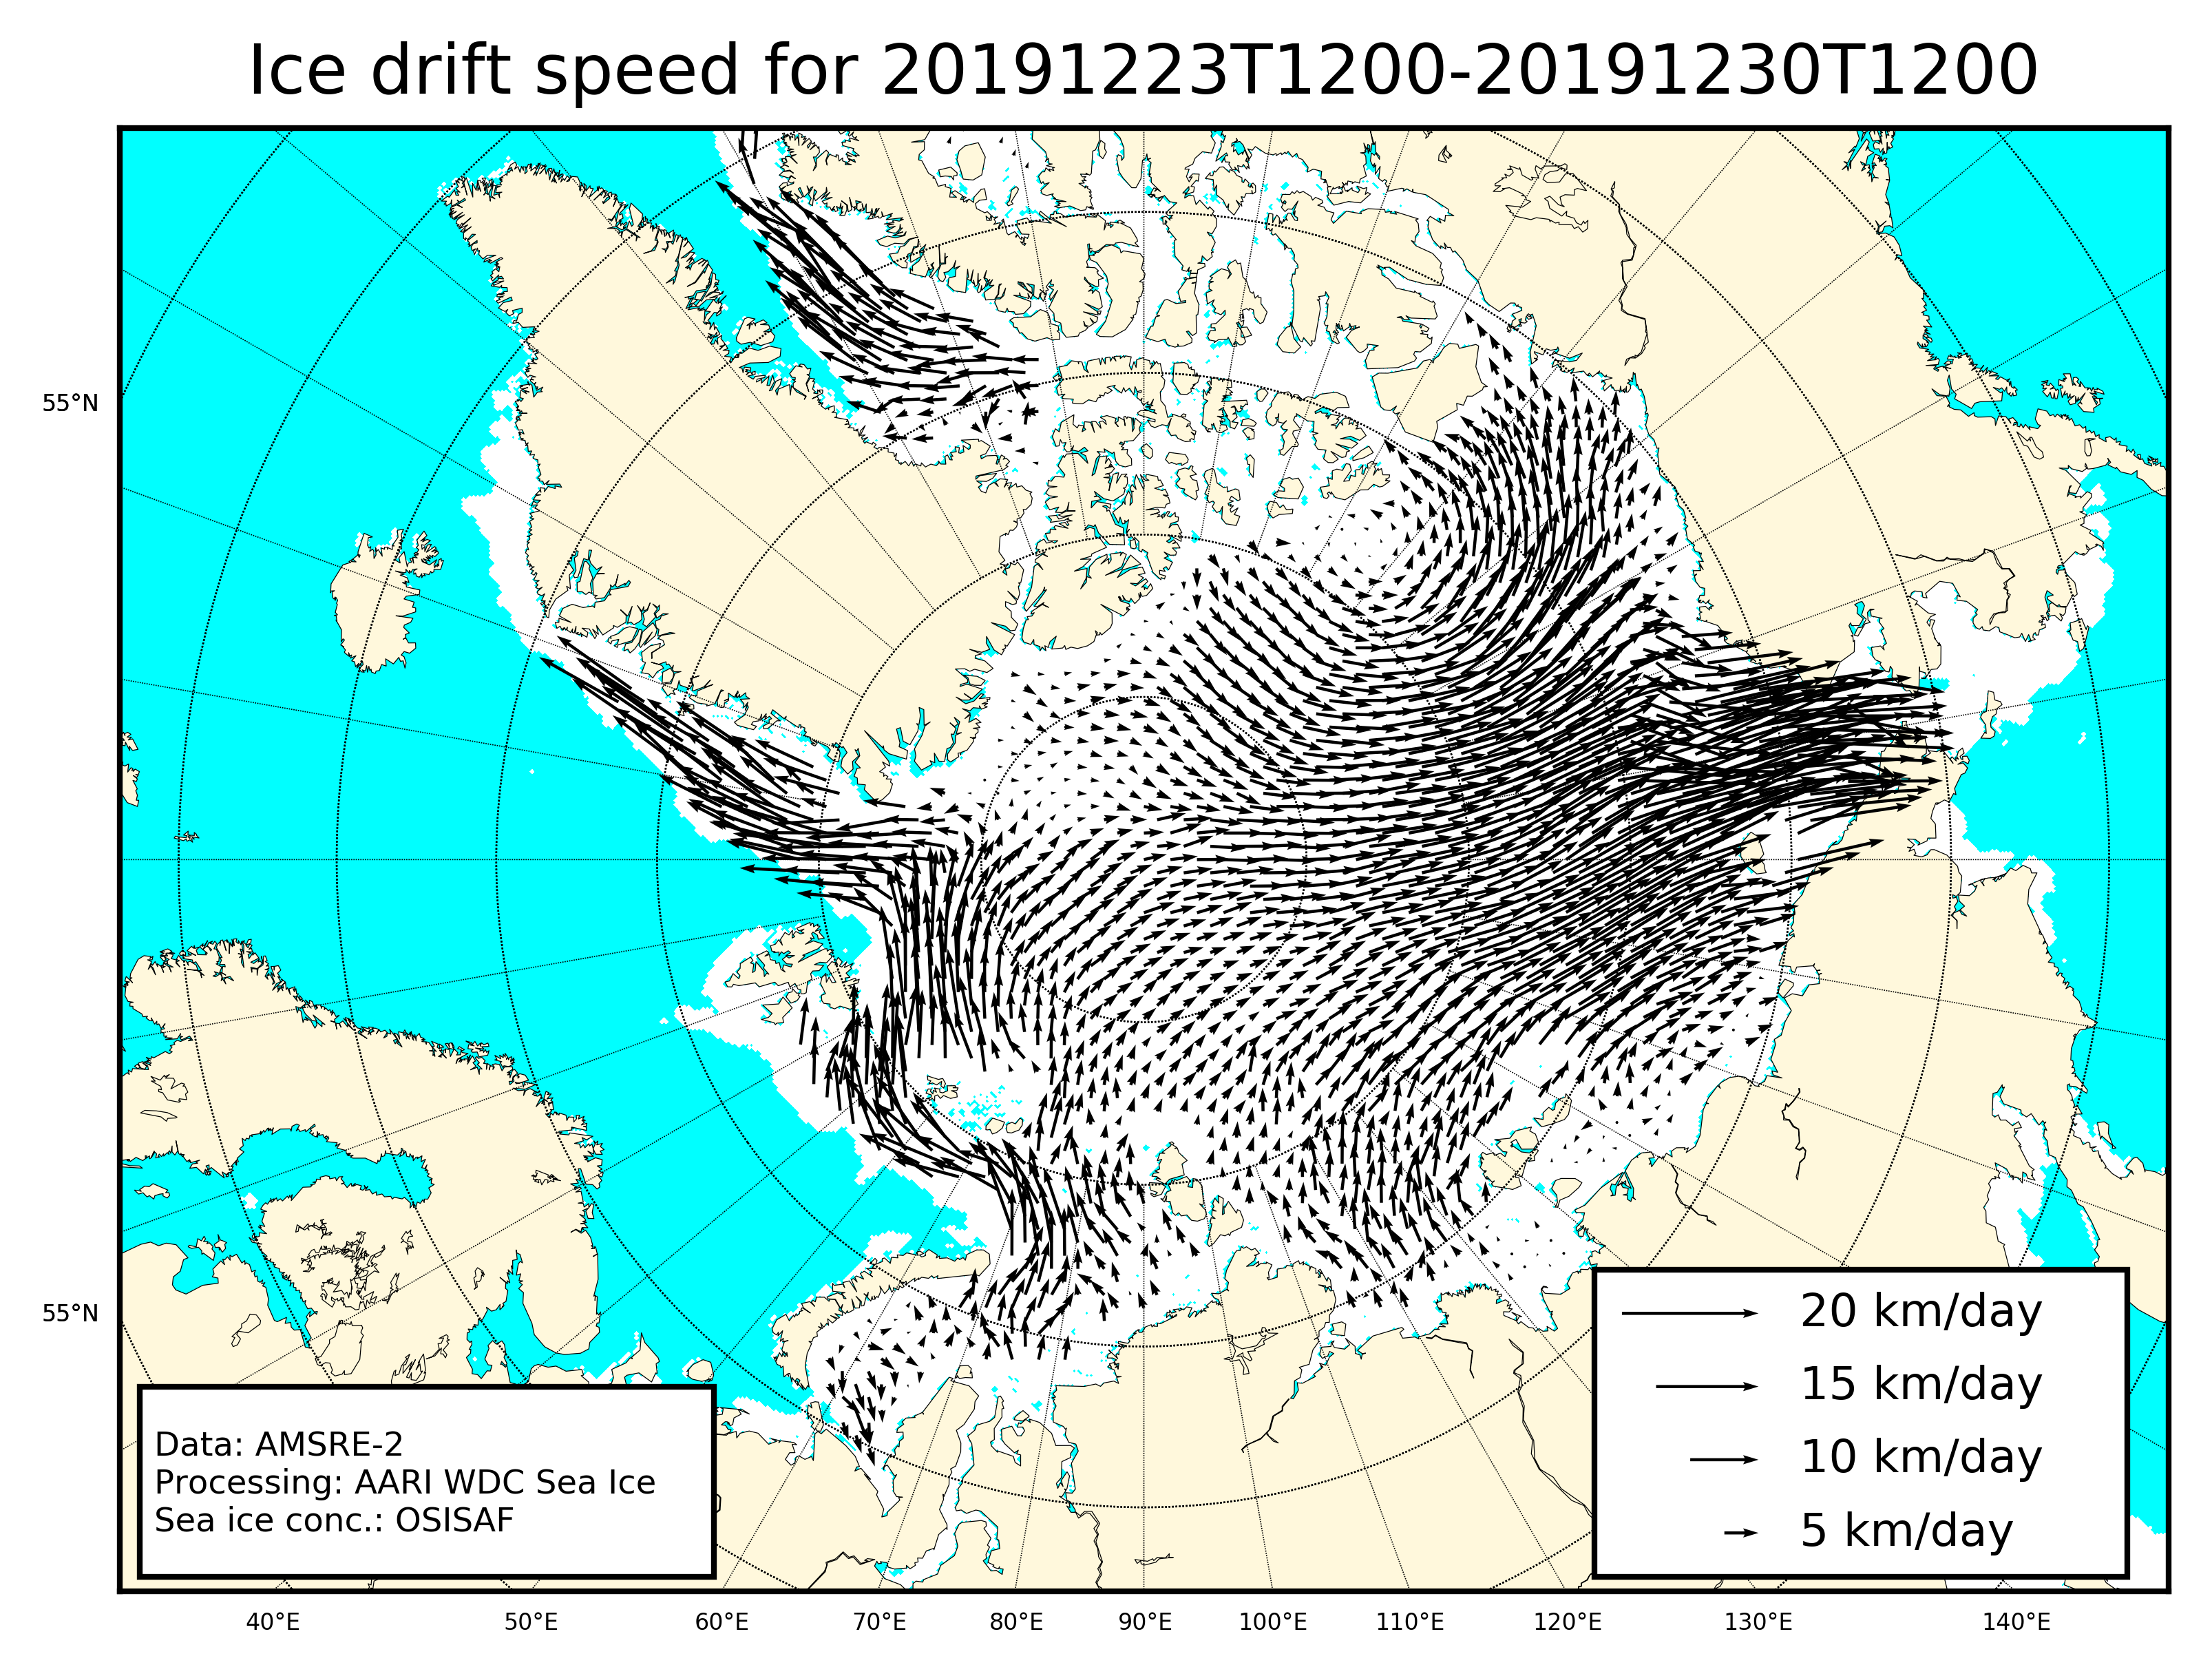 Ice drift speed for 20191223T1200-20191230T1200
55°N
55°N
20 km/day
15 km/day
10 km/day
5 km/day
Data: AMSRE-2
Processing: AARI WDC Sea Ice
Sea ice conc.: OSISAF
40°E
50°E
60°E
70°E
80°E
90°E
100°E
110°E
120°E
130°E
140°E